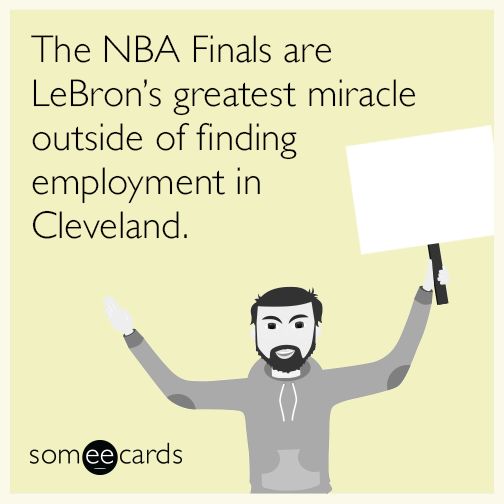 The NBA Finals are
LeBron's greatest miracle
outside of finding
employment in
Cleveland.
someecards